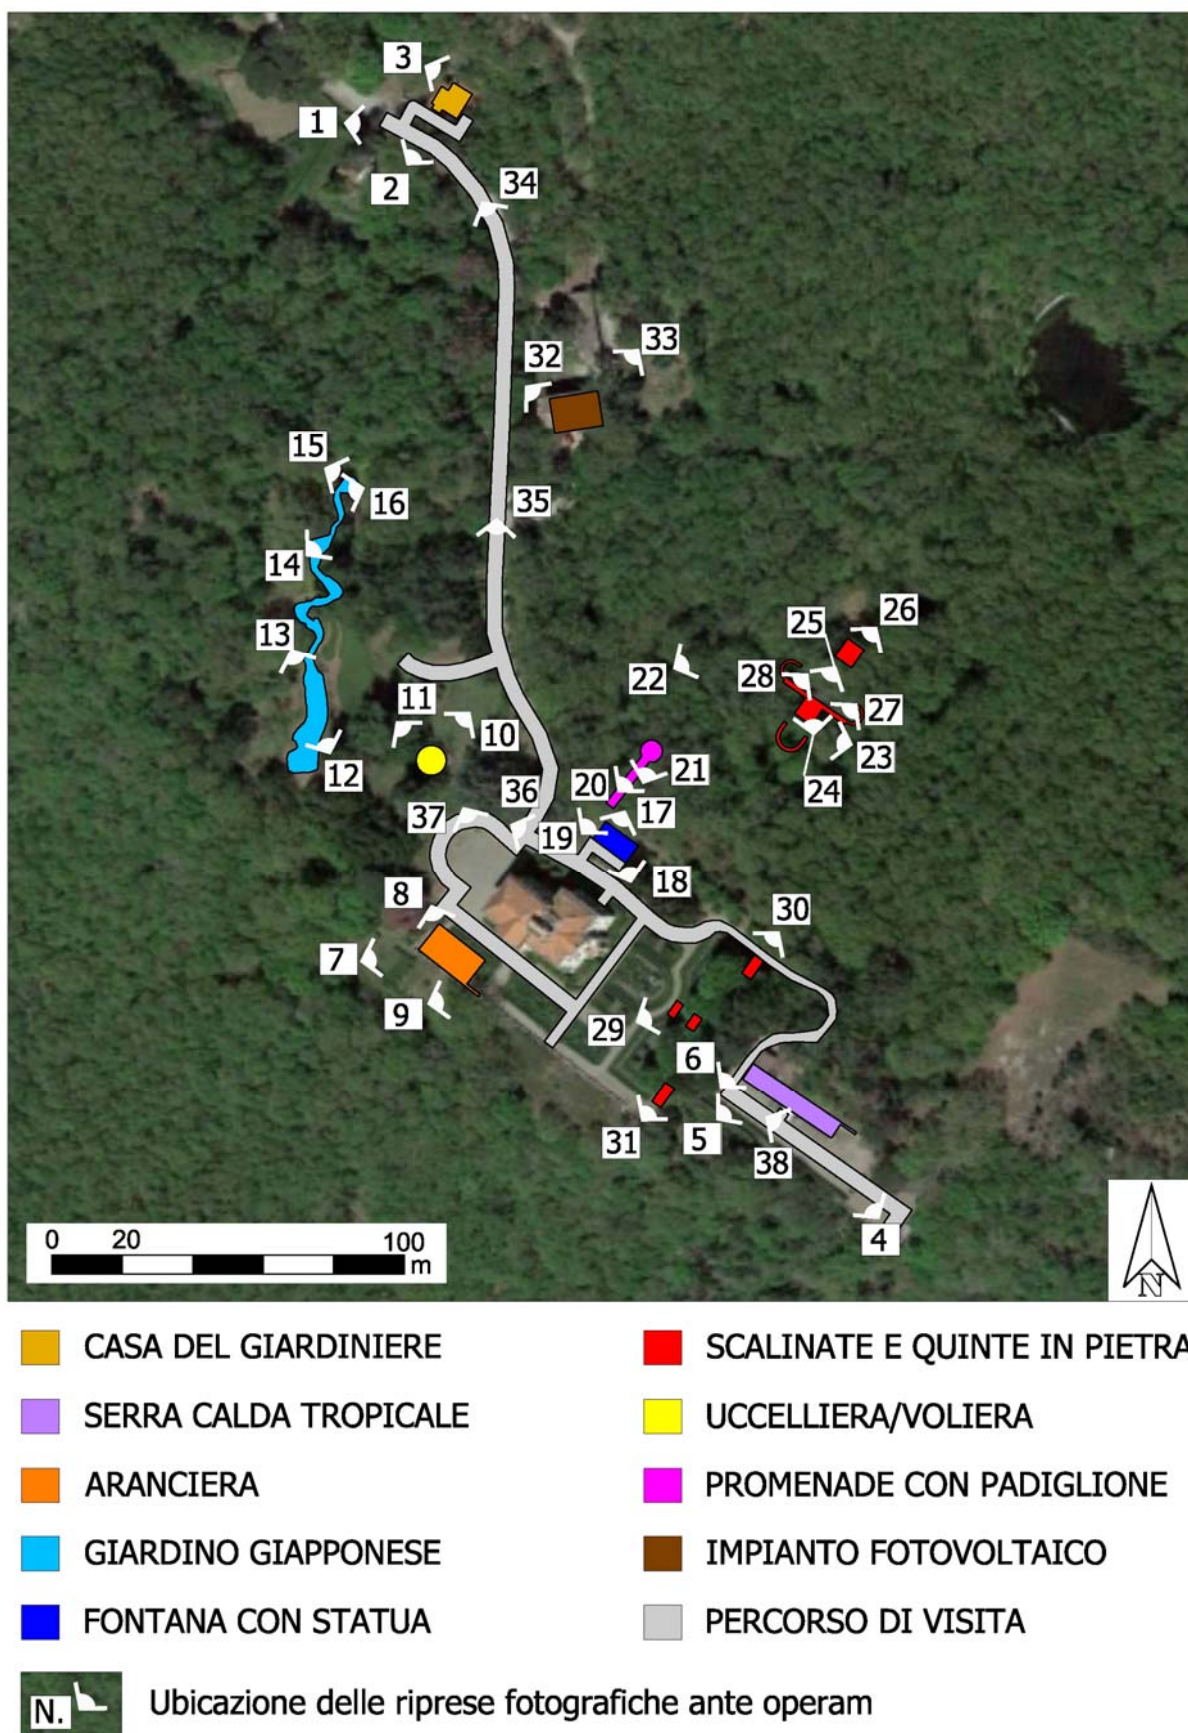 3
1
2
34
33
32
15
16
35
14
13
26
25
22
28
11
10
27
12
21
23
20
36
24
37
17
19
18
8
30
7
9
29
6
31
5
38
4
0 20 100
m
N
CASA DEL GIARDINIERE
SCALINATE E QUINTE IN PIETRA
SERRA CALDA TROPICALE
UCCELLIERA/VOLIERA
ARANCIERA
PROMENADE CON PADIGLIONE
GIARDINO GIAPPONESE
IMPIANTO FOTOVOLTAICO
FONTANA CON STATUA
PERCORSO DI VISITA
N.
Ubicazione delle riprese fotografiche ante operam